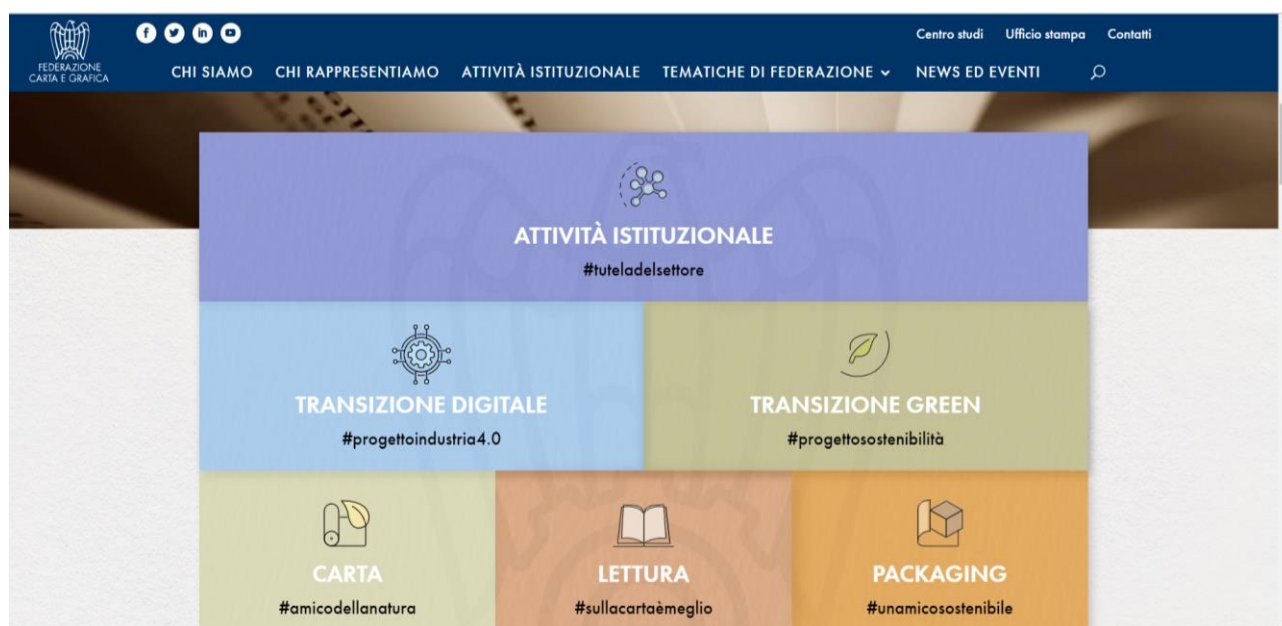 Centro studi Ufficio stampa Contatti
FEDERAZIONE
CARTA E GRAFICA
CHI SIAMO CHI RAPPRESENTIAMO ATTIVITÀ ISTITUZIONALE TEMATICHE DI FEDERAZIONE NEWS ED EVENTI
ATTIVITÀ ISTITUZIONALE
#tuteladelsettore
TRANSIZIONE DIGITALE TRANSIZIONE GREEN
#progettoindustria4.0 #progettosostenibilità
CARTA LETTURA PACKAGING
#amicodellanatura #sullacartaèmeglio #unamicosostenibile